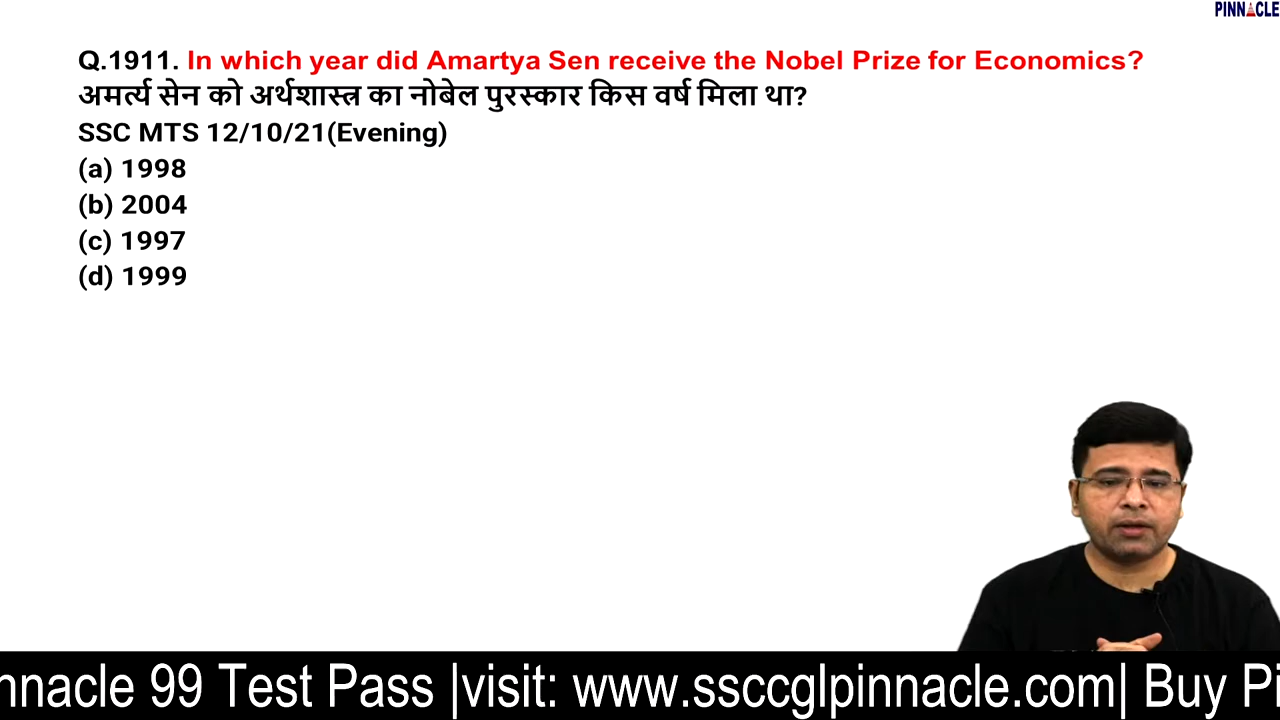 PINNACLE
Q.1911. In which year did Amartya Sen receive the Nobel Prize for Economics?
अमर्त्य सेन को अर्थशास्त्र का नोबेल पुरस्कार किस वर्ष मिला था?
SSC MTS 12/10/21(Evening)
(a) 1998
(b) 2004
(c) 1997
(d) 1999
nnacle 99 Test Pass |visit: www.ssccglpinnacle.com| Buy Pi